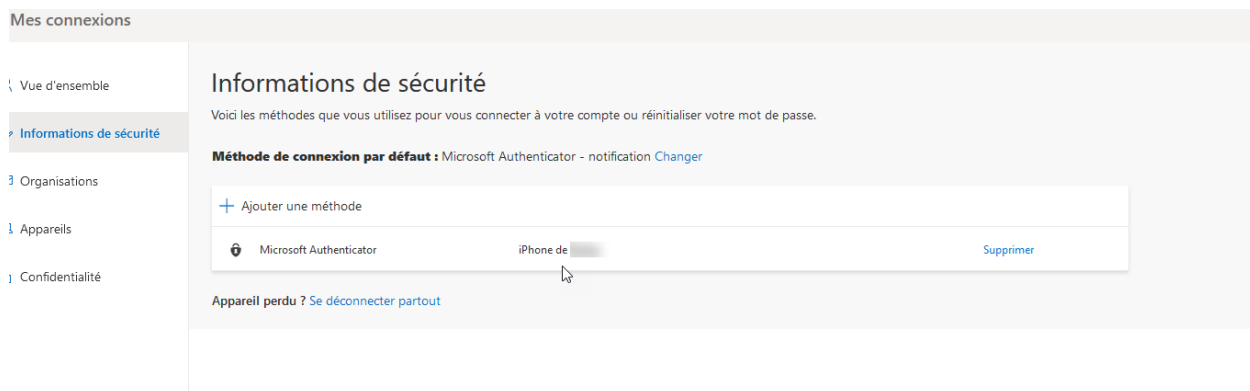 Mes connexions
Vue d'ensemble
Informations de sécurité
Organisations
Appareils
Confidentialité
Informations de sécurité
Voici les méthodes que vous utilisez pour vous connecter à votre compte ou réinitialiser votre mot de passe.
Méthode de connexion par défaut : Microsoft Authenticator - notification Changer
Ajouter une méthode
Microsoft Authenticator iPhone de Supprimer
Appareil perdu ? Se déconnecter partout